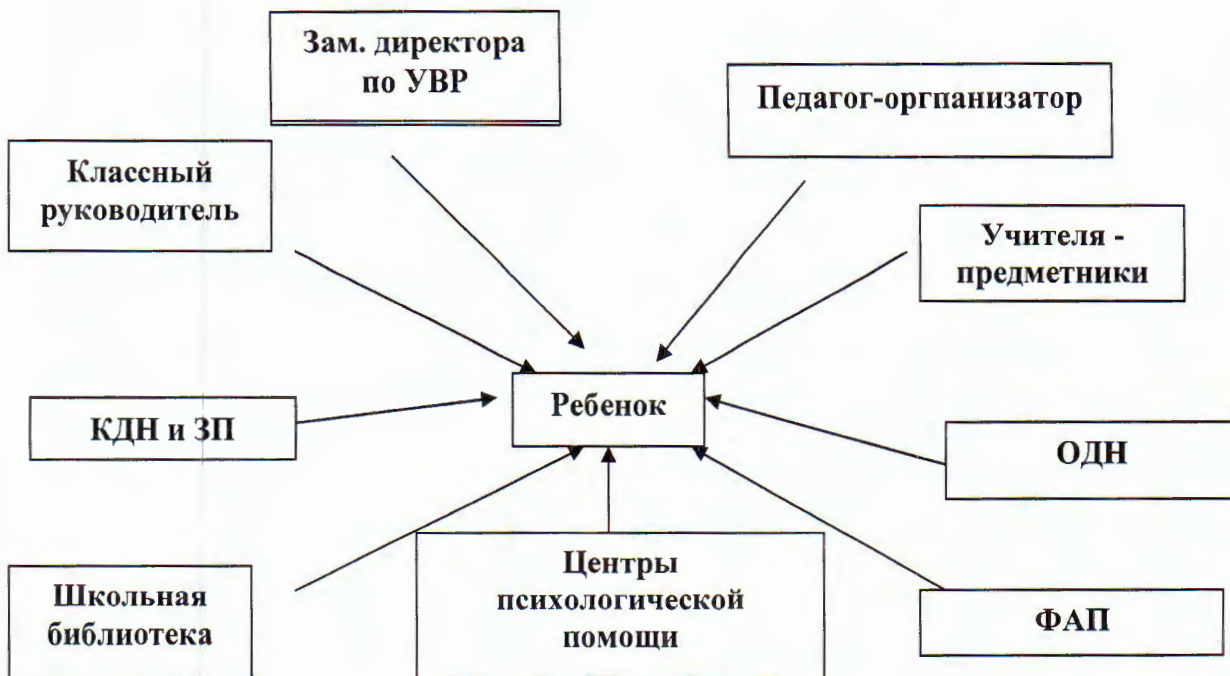 Зам. директора
по УВР
Педагог-оргпанизатор
Классный
руководитель
Учителя -
предметники
Ребенок
КДН и ЗП
ОДН
Школьная
библиотека
Центры
психологической
помощи
ФАП